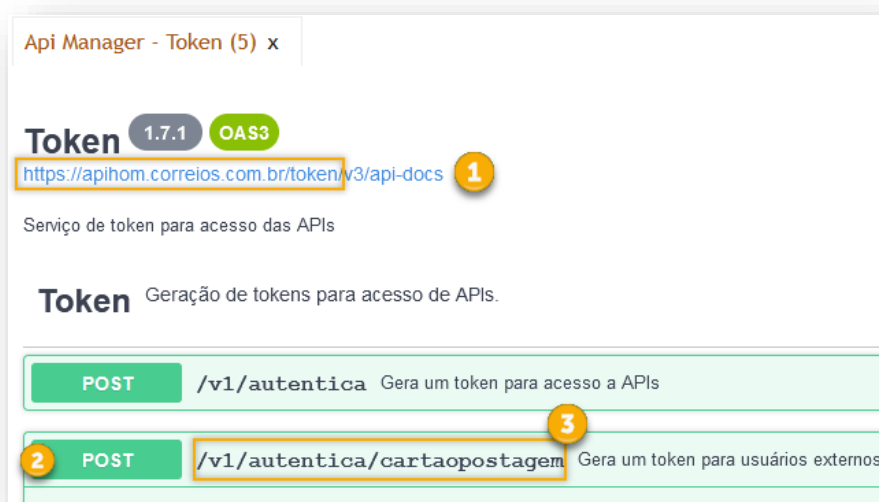 Api Manager - Token (5) x
Token 1.7.1 OAS3
https://apihom.correios.com.br/token/v3/api-docs 1
Serviço de token para acesso das APIs
Token Geração de tokens para acesso de APIs.
POST /v1/autentica Gera um token para acesso a APIs
3
2 POST /v1/autentica/cartaopostagem Gera um token para usuários externos